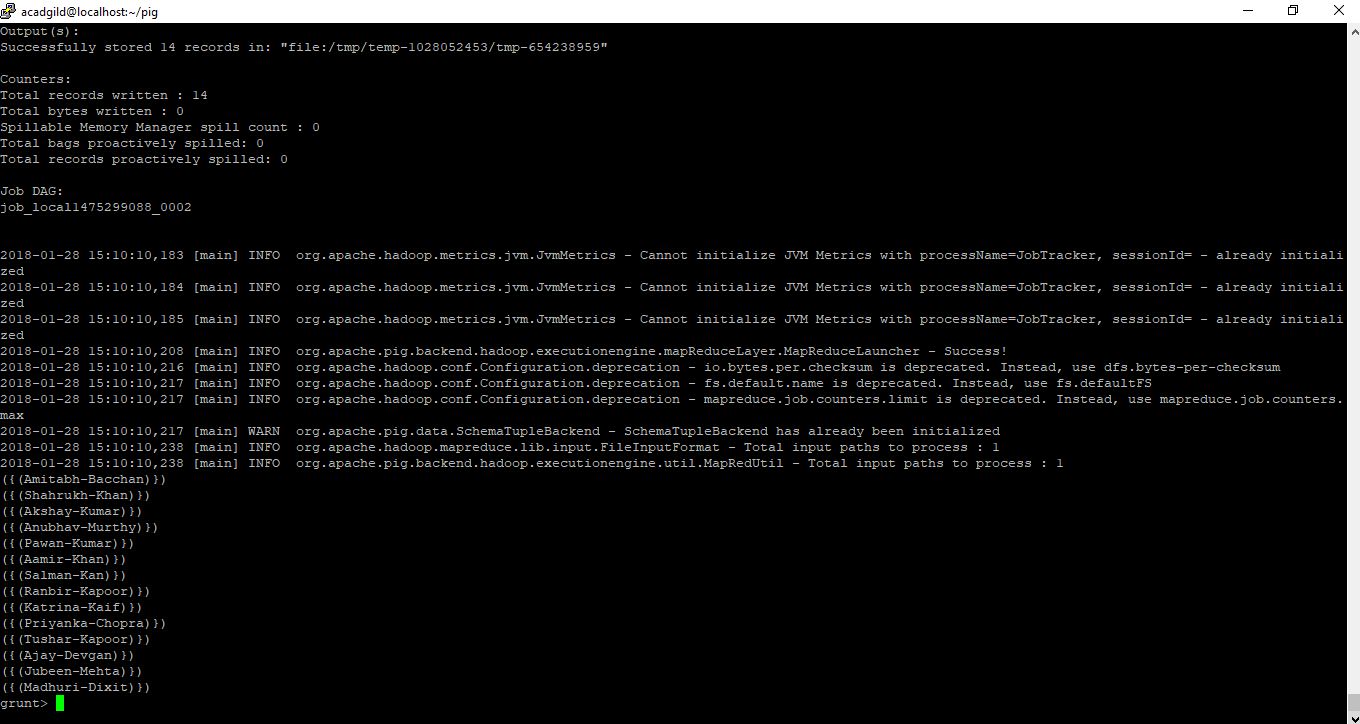 acadgild@localhost:~/pig
Output(s):
Successfully stored 14 records in: "file:/tmp/temp-1028052453/tmp-654238959"
Counters:
Total records written : 14
Total bytes written : 0
Spillable Memory Manager spill count : 0
Total bags proactively spilled: 0
Total records proactively spilled: 0
Job DAG:
job_local1475299088_0002
2018-01-28 15:10:10,183 [main] INFO  org.apache.hadoop.metrics.jvm.JvmMetrics - Cannot initialize JVM Metrics with processName=JobTracker, sessionId= - already initiali
zed
2018-01-28 15:10:10,184 [main] INFO  org.apache.hadoop.metrics.jvm.JvmMetrics - Cannot initialize JVM Metrics with processName=JobTracker, sessionId= - already initiali
zed
2018-01-28 15:10:10,185 [main] INFO  org.apache.hadoop.metrics.jvm.JvmMetrics - Cannot initialize JVM Metrics with processName=JobTracker, sessionId= - already initiali
zed
2018-01-28 15:10:10,208 [main] INFO  org.apache.pig.backend.hadoop.executionengine.mapReduceLayer.MapReduceLauncher - Success!
2018-01-28 15:10:10,216 [main] INFO  org.apache.hadoop.conf.Configuration.deprecation - io.bytes.per.checksum is deprecated. Instead, use dfs.bytes-per-checksum
2018-01-28 15:10:10,217 [main] INFO  org.apache.hadoop.conf.Configuration.deprecation - fs.default.name is deprecated. Instead, use fs.defaultFS
2018-01-28 15:10:10,217 [main] INFO  org.apache.hadoop.conf.Configuration.deprecation - mapreduce.job.counters.limit is deprecated. Instead, use mapreduce.job.counters.
max
2018-01-28 15:10:10,217 [main] WARN  org.apache.pig.data.SchemaTupleBackend - SchemaTupleBackend has already been initialized
2018-01-28 15:10:10,238 [main] INFO  org.apache.hadoop.mapreduce.lib.input.FileInputFormat - Total input paths to process : 1
2018-01-28 15:10:10,238 [main] INFO  org.apache.pig.backend.hadoop.executionengine.util.MapRedUtil - Total input paths to process : 1
({(Amitabh-Bacchan)})
({(Shahrukh-Khan)})
({(Akshay-Kumar)})
({(Anubhav-Murthy)})
({(Pawan-Kumar)})
({(Aamir-Khan)})
({(Salman-Kan)})
({(Ranbir-Kapoor)})
({(Katrina-Kaif)})
({(Priyanka-Chopra)})
({(Tushar-Kapoor)})
({(Ajay-Devgan)})
({(Jubeen-Mehta)})
({(Madhuri-Dixit)})
grunt>